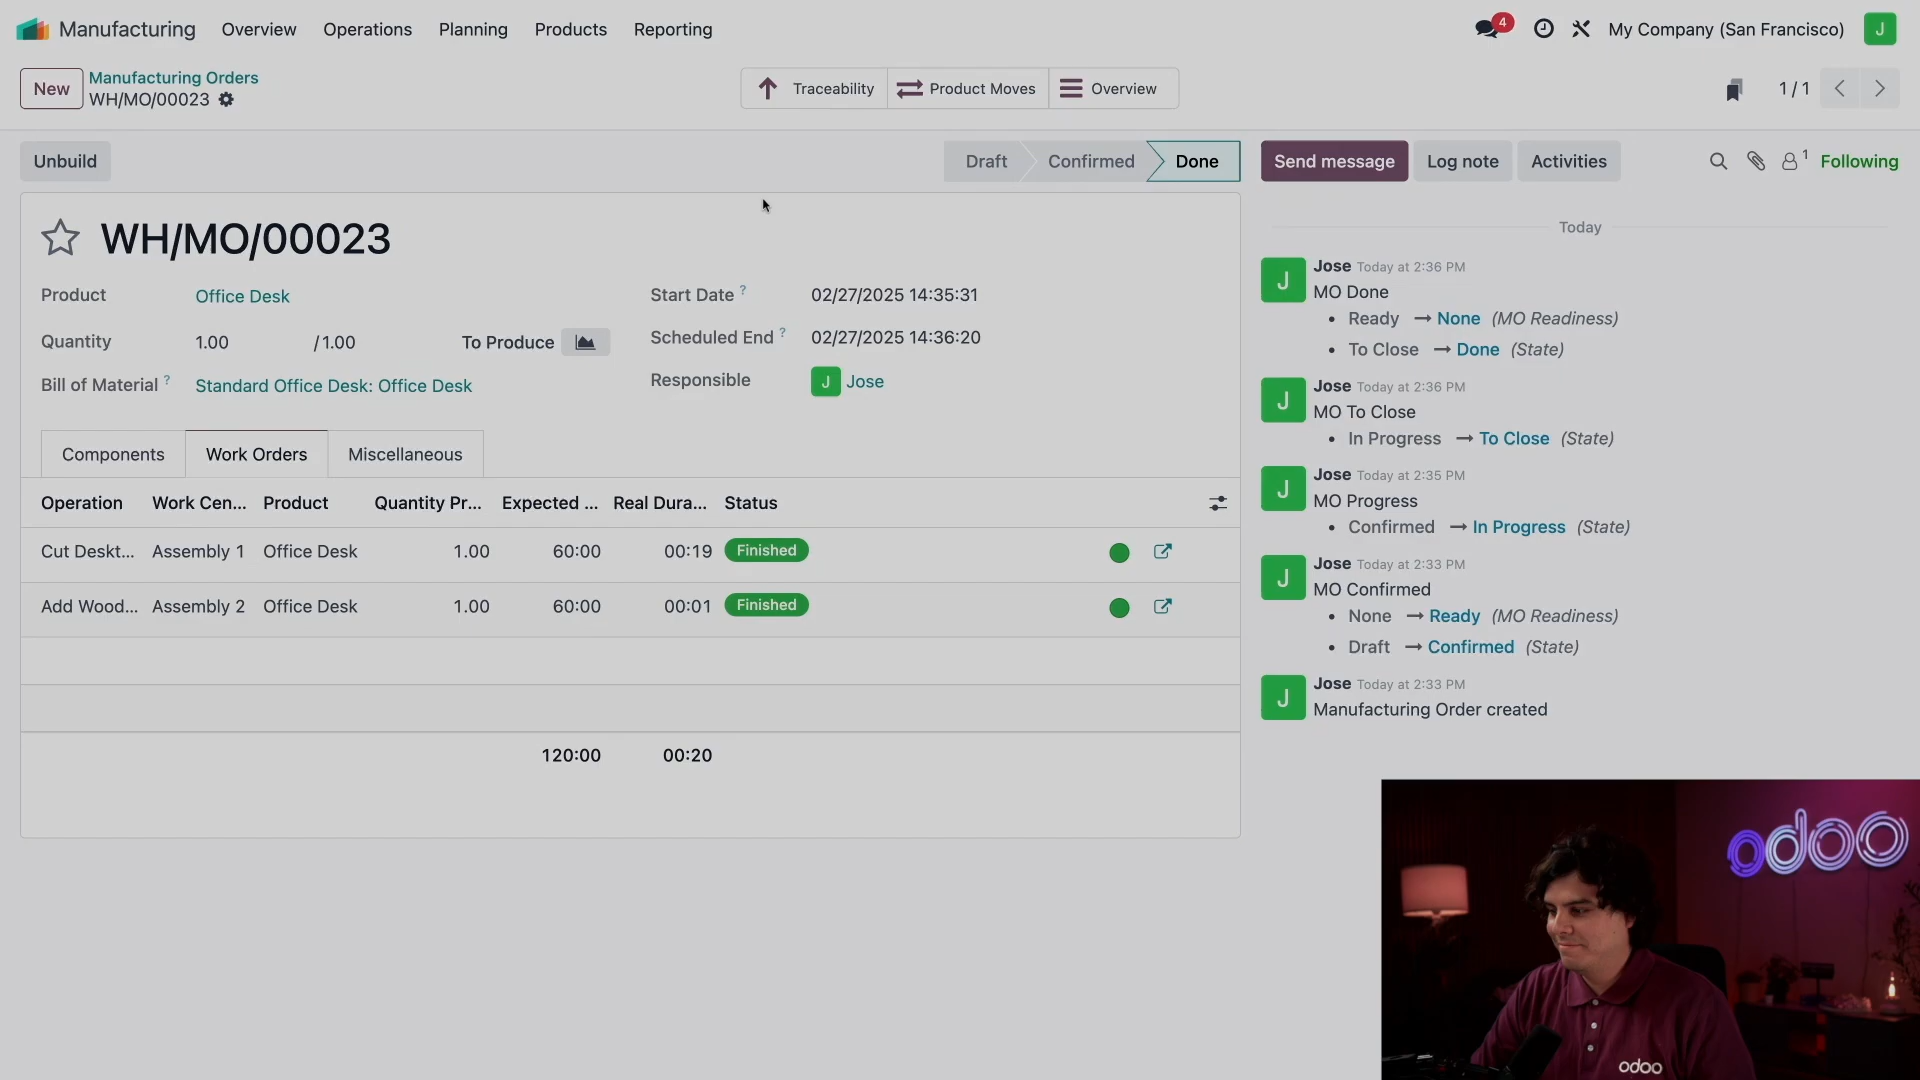 Manufacturing Overview Operations Planning Products Reporting 4 My Company (San Francisco) J
New Manufacturing Orders
WH/MO/00023
Traceability Product Moves Overview
1 / 1
Unbuild
Draft Confirmed Done
Send message Log note Activities 1 Following
WH/MO/00023
Product Office Desk
Quantity 1.00 / 1.00 To Produce
Bill of Material ? Standard Office Desk: Office Desk
Start Date ? 02/27/2025 14:35:31
Scheduled End ? 02/27/2025 14:36:20
Responsible J Jose
Components Work Orders Miscellaneous
Operation Work Cen... Product Quantity Pr... Expected ... Real Dura... Status
Cut Deskt... Assembly 1 Office Desk 1.00 60:00 00:19 Finished
Add Wood... Assembly 2 Office Desk 1.00 60:00 00:01 Finished
120:00 00:20
Today
J Jose Today at 2:36 PM
MO Done
• Ready → None (MO Readiness)
• To Close → Done (State)
J Jose Today at 2:36 PM
MO To Close
• In Progress → To Close (State)
J Jose Today at 2:35 PM
MO Progress
• Confirmed → In Progress (State)
J Jose Today at 2:33 PM
MO Confirmed
• None → Ready (MO Readiness)
• Draft → Confirmed (State)
J Jose Today at 2:33 PM
Manufacturing Order created
odoo
odoo